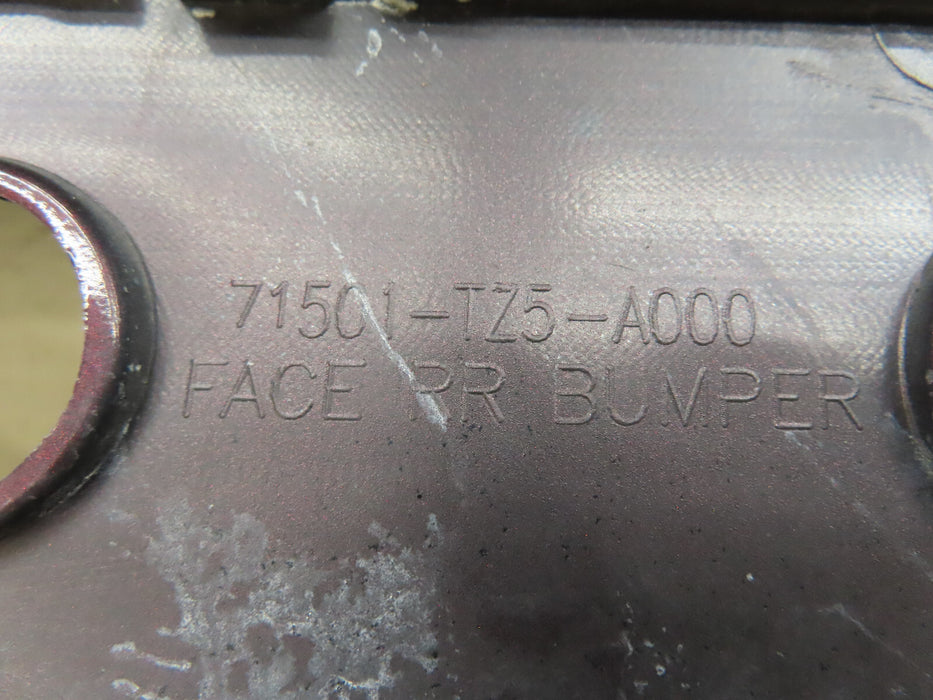 71501-TZ5-A000
FACE RR BUMPER